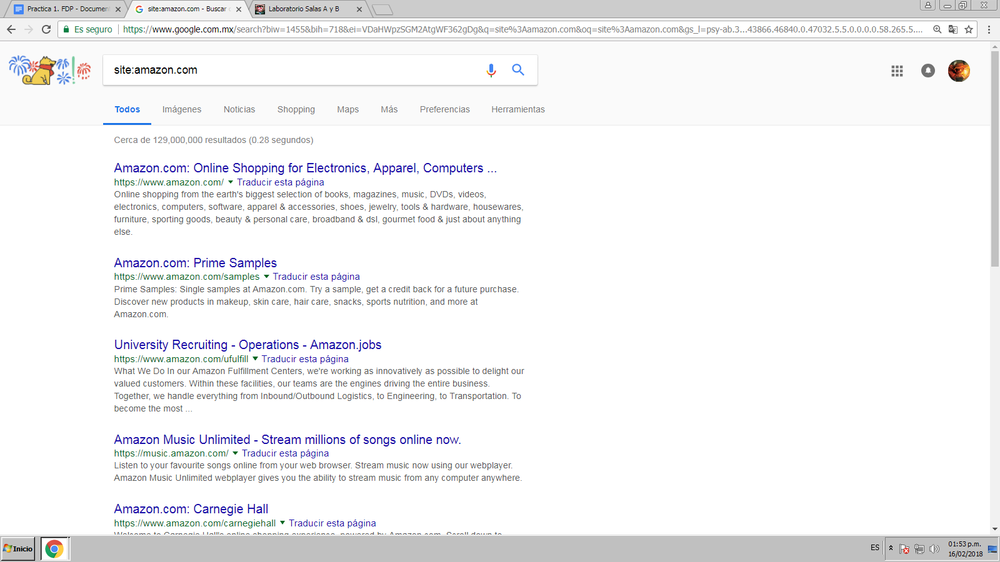 Practica 1. FDP - Document
site:amazon.com - Buscar
Laboratorio Salas A y B
Es seguro
https://www.google.com.mx/search?biw=1455&bih=718&ei=VDaHWpzSGM2AtgWF362gDg&q=site%3Aamazon.com&oq=site%3Aamazon.com&gs_l=psy-ab.3...43866.46840.0.47032.5.5.0.0.0.0.58.265.5....
site:amazon.com
Todos
Imágenes
Noticias
Shopping
Maps
Más
Preferencias
Herramientas
Cerca de 129,000,000 resultados (0.28 segundos)
Amazon.com: Online Shopping for Electronics, Apparel, Computers ...
https://www.amazon.com/ Traducir esta página
Online shopping from the earth's biggest selection of books, magazines, music, DVDs, videos,
electronics, computers, software, apparel & accessories, shoes, jewelry, tools & hardware, housewares,
furniture, sporting goods, beauty & personal care, broadband & dsl, gourmet food & just about anything
else.
Amazon.com: Prime Samples
https://www.amazon.com/samples Traducir esta página
Prime Samples: Single samples at Amazon.com. Try a sample, get a credit back for a future purchase.
Discover new products in makeup, skin care, hair care, snacks, sports nutrition, and more at
Amazon.com.
University Recruiting - Operations - Amazon.jobs
https://www.amazon.com/ufulfill Traducir esta página
What We Do In our Amazon Fulfillment Centers, we're working as innovatively as possible to delight our
valued customers. Within these facilities, our teams are the engines driving the entire business.
Together, we handle everything from Inbound/Outbound Logistics, to Engineering, to Transportation. To
become the most ...
Amazon Music Unlimited - Stream millions of songs online now.
https://music.amazon.com/ Traducir esta página
Listen to your favourite songs online from your web browser. Stream music now using our webplayer.
Amazon Music Unlimited webplayer gives you the ability to stream music from any computer anywhere.
Amazon.com: Carnegie Hall
https://www.amazon.com/carnegiehall Traducir esta página
Welcome to Carnegie Hall's online shopping experience, powered by Amazon.com. Scroll down to
Inicio
ES
01:53 p.m.
16/02/2018